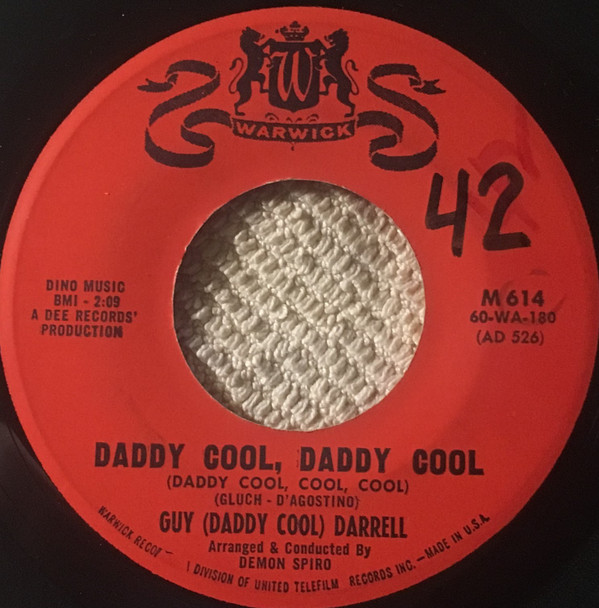 W
WARWICK
42
DINO MUSIC
BMI - 2:09
A DEE RECORDS'
PRODUCTION
M 614
60-WA-180
(AD 526)
DADDY COOL, DADDY COOL
(DADDY COOL, COOL, COOL)
(GLUCH - D'AGOSTINO)
GUY (DADDY COOL) DARRELL
Arranged & Conducted By
DEMON SPIRO
WARWICK RECO — DIVISION OF UNITED TELEFILM RECORDS INC. — MADE IN U.S.A.